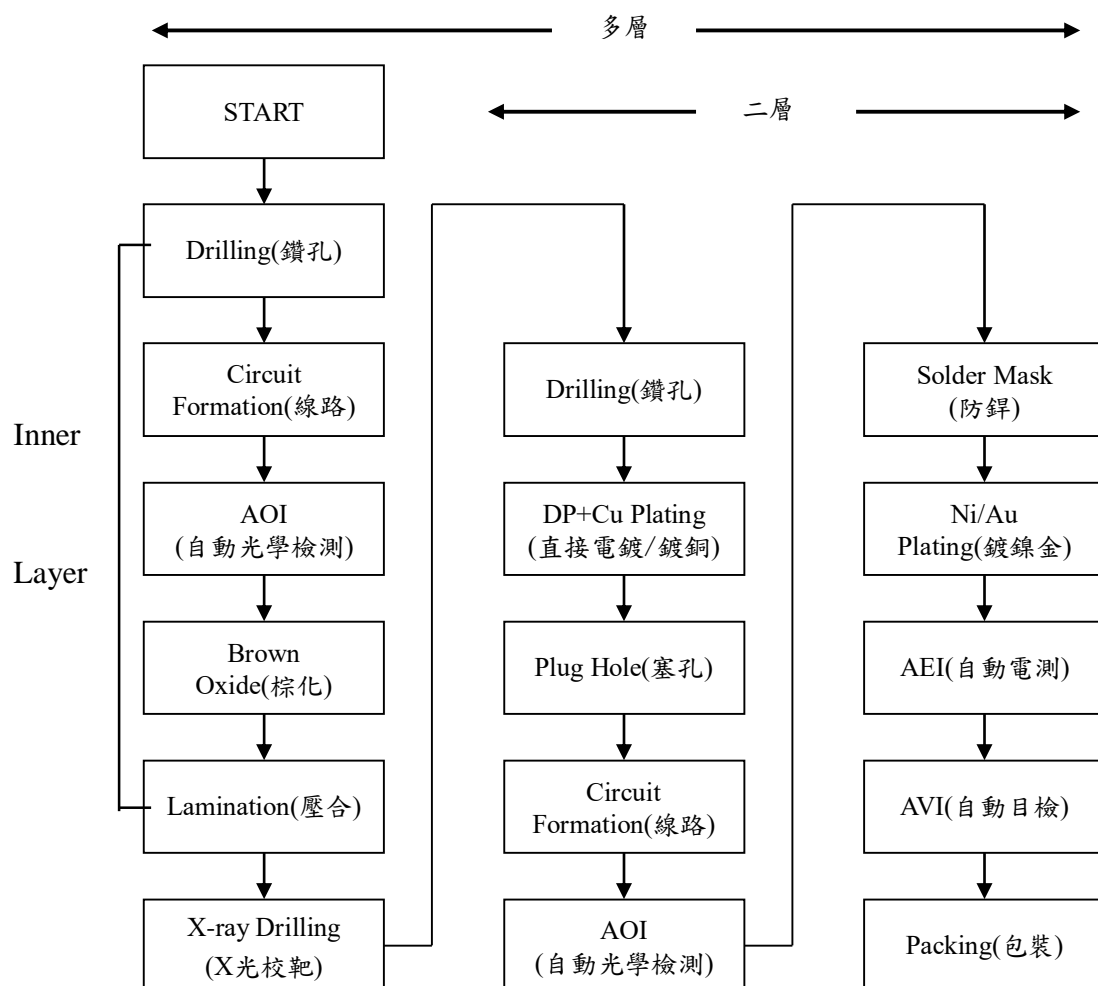 多層
二層
START
Drilling(鑽孔)
Circuit
Formation(線路)
AOI
(自動光學檢測)
Brown
Oxide(棕化)
Lamination(壓合)
X-ray Drilling
(X光校靶)
Inner
Layer
Drilling(鑽孔)
DP+Cu Plating
(直接電鍍/鍍銅)
Plug Hole(塞孔)
Circuit
Formation(線路)
AOI
(自動光學檢測)
Solder Mask
(防銲)
Ni/Au
Plating(鍍鎳金)
AEI(自動電測)
AVI(自動目檢)
Packing(包裝)